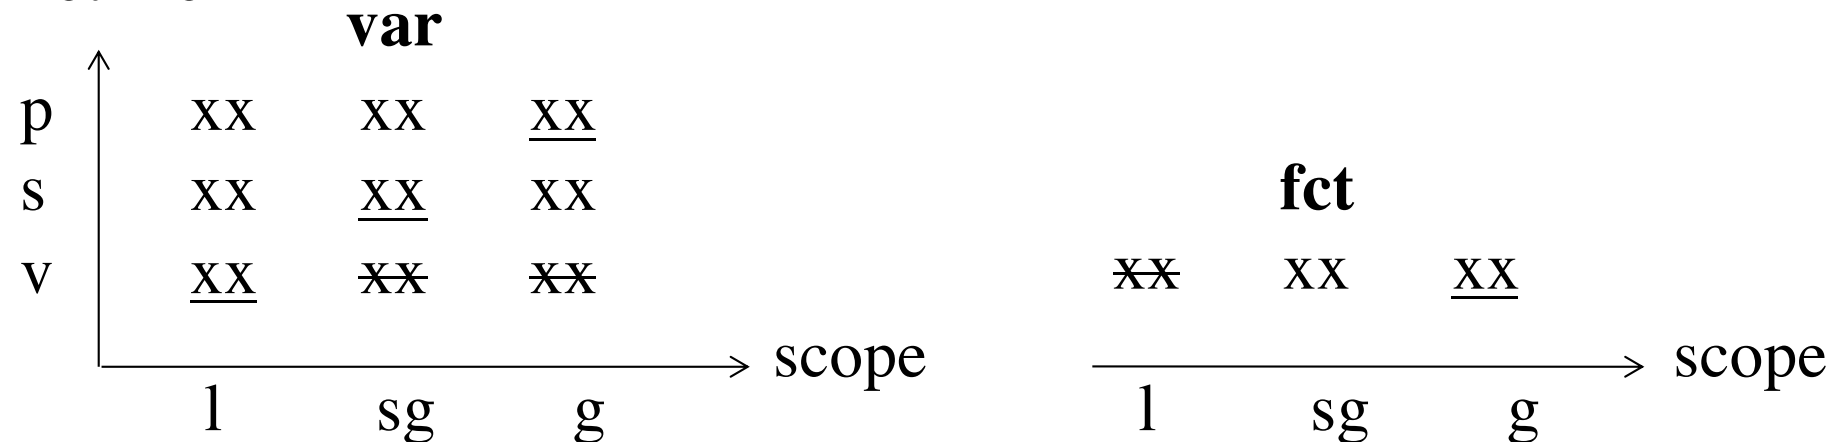 var
p xx xx xx
s xx xx xx
fct
v xx xx xx
xx xx xx
scope
scope
l sg g
l sg g